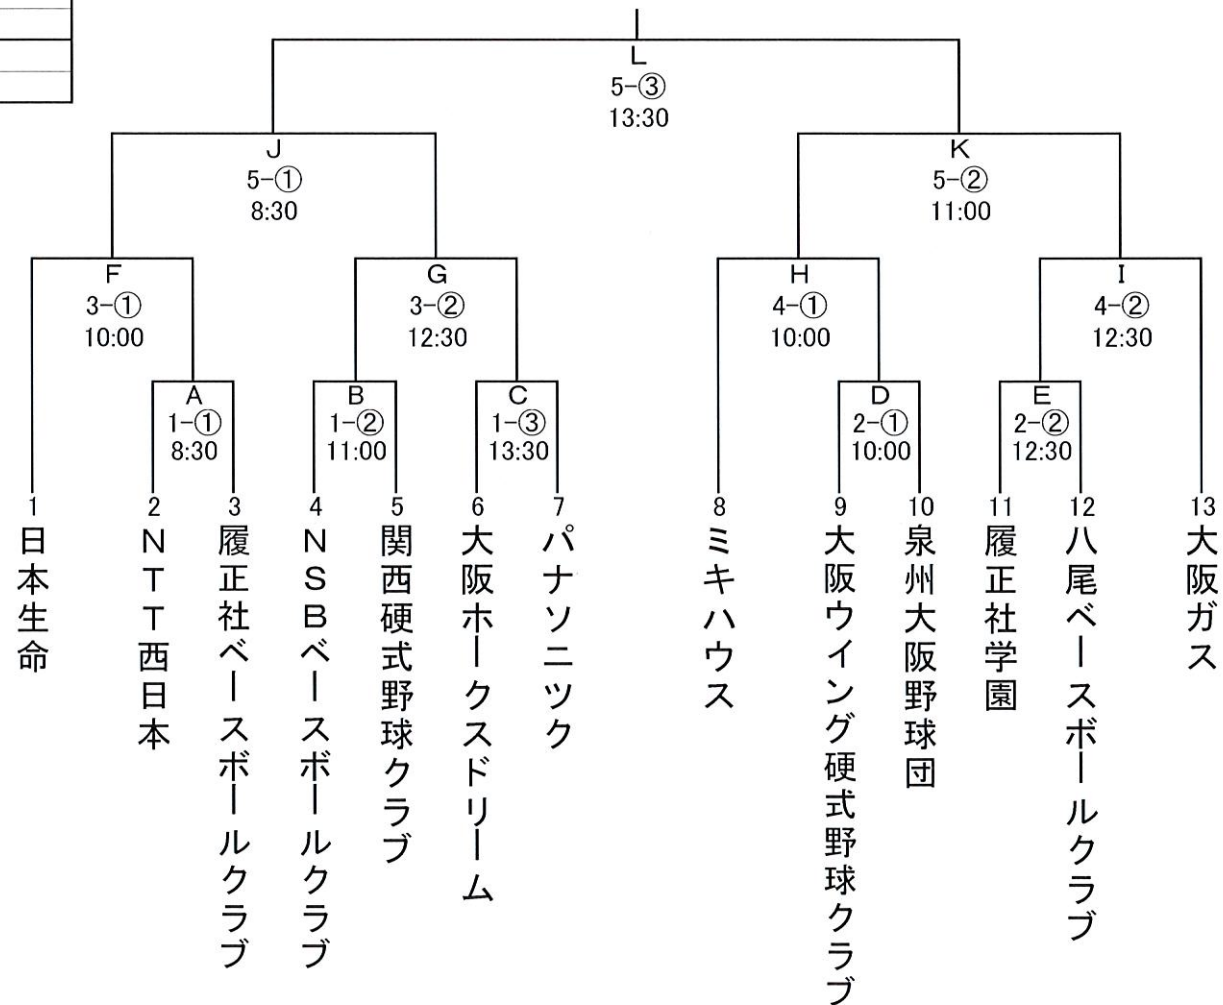 L
5-③
13:30
J
5-①
8:30
K
5-②
11:00
F
3-①
10:00
G
3-②
12:30
H
4-①
10:00
I
4-②
12:30
A
1-①
8:30
B
1-②
11:00
C
1-③
13:30
D
2-①
10:00
E
2-②
12:30
1
日本生命
2
NTT西日本
3
履正社ベースボールクラブ
4
NSBベースボールクラブ
5
関西硬式野球クラブ
6
大阪ホークスドリーム
7
パナソニツク
8
ミキハウス
9
大阪ウイング硬式野球クラブ
10
泉州大阪野球団
11
履正社学園
12
八尾ベースボールクラブ
13
大阪ガス